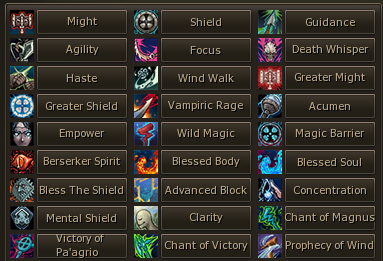 Might Shield Guidance
Agility Focus Death Whisper
Haste Wind Walk Greater Might
Greater Shield Vampiric Rage Acumen
Empower Wild Magic Magic Barrier
Berserker Spirit Blessed Body Blessed Soul
Bless The Shield Advanced Block Concentration
Mental Shield Clarity Chant of Magnus
Victory of
Pa'agrio Chant of Victory Prophecy of Wind